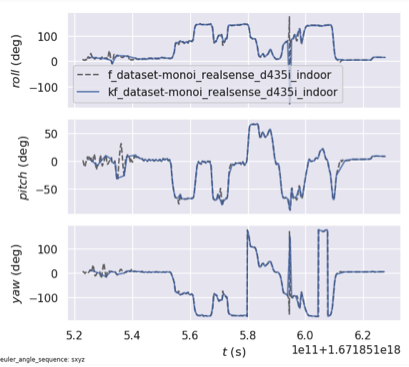 roll (deg)
100
0
−100
f_dataset-monoi_realsense_d435i_indoor
kf_dataset-monoi_realsense_d435i_indoor
pitch (deg)
50
0
−50
yaw (deg)
100
0
−100
5.2 5.4 5.6 5.8 6.0 6.2
t (s)
1e11+1.671851e18
euler_angle_sequence: sxyz